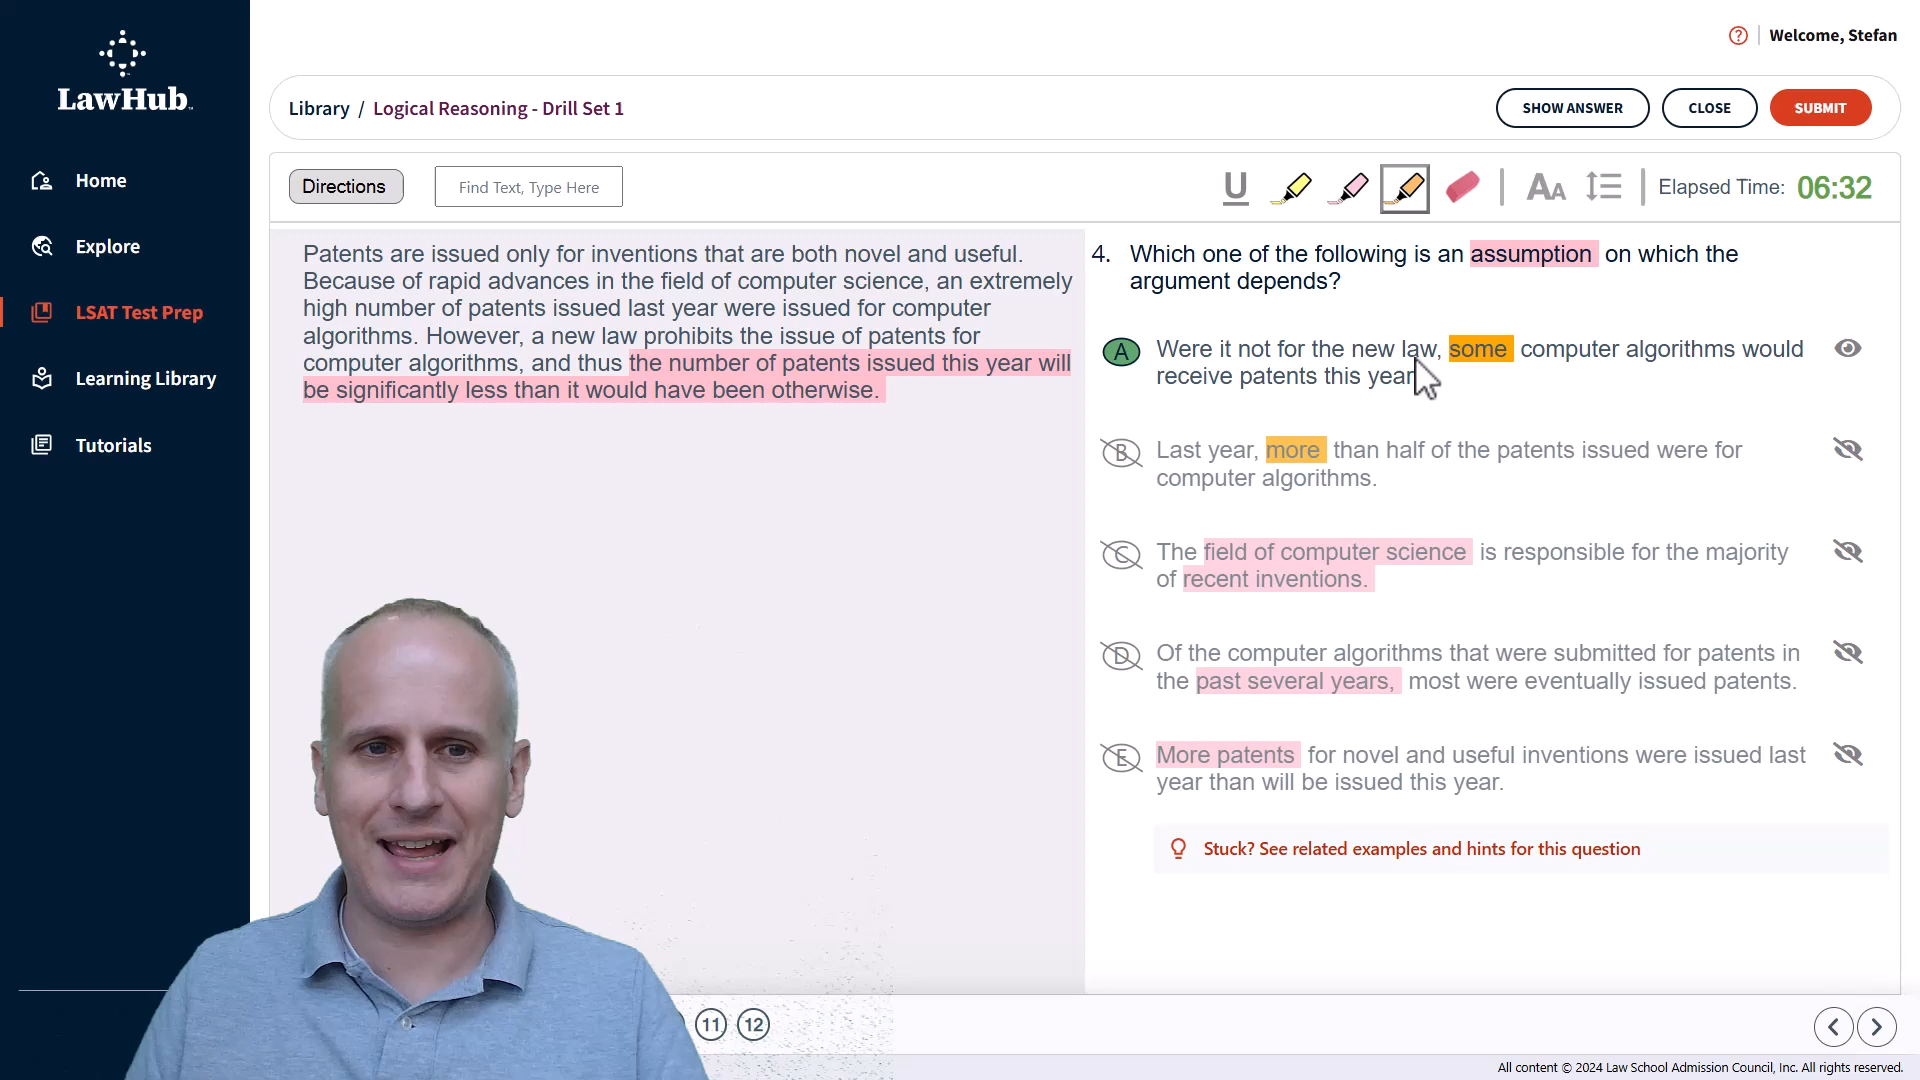 LawHub
Home
Explore
LSAT Test Prep
Learning Library
Tutorials
Welcome, Stefan
Library / Logical Reasoning - Drill Set 1
SHOW ANSWER
CLOSE
SUBMIT
Directions
Find Text, Type Here
Elapsed Time: 06:32
Patents are issued only for inventions that are both novel and useful.
Because of rapid advances in the field of computer science, an extremely
high number of patents issued last year were issued for computer
algorithms. However, a new law prohibits the issue of patents for
computer algorithms, and thus the number of patents issued this year will
be significantly less than it would have been otherwise.
4. Which one of the following is an assumption on which the
argument depends?
A Were it not for the new law, some computer algorithms would
receive patents this year
B Last year, more than half of the patents issued were for
computer algorithms.
C The field of computer science is responsible for the majority
of recent inventions.
D Of the computer algorithms that were submitted for patents in
the past several years, most were eventually issued patents.
E More patents for novel and useful inventions were issued last
year than will be issued this year.
Stuck? See related examples and hints for this question
11 12
All content © 2024 Law School Admission Council, Inc. All rights reserved.